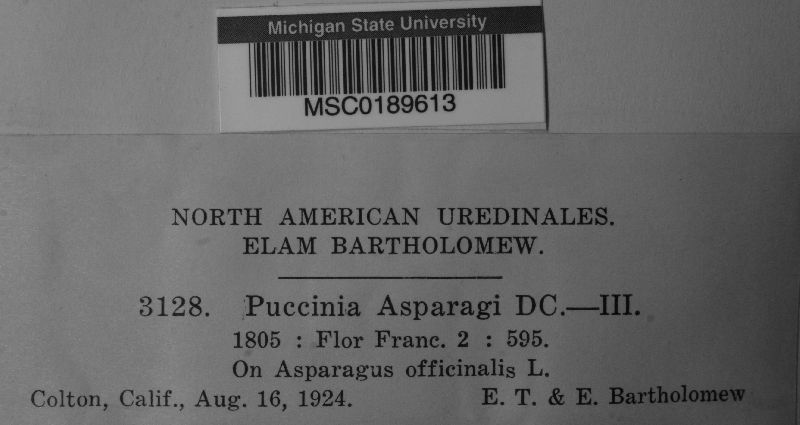 Michigan State University
MSC0189613
NORTH AMERICAN UREDINALES.
ELAM BARTHOLOMEW.
3128. Puccinia Asparagi DC.—III.
1805 : Flor Franc. 2 : 595.
On Asparagus officinalis L.
Colton, Calif., Aug. 16, 1924. E. T. & E. Bartholomew